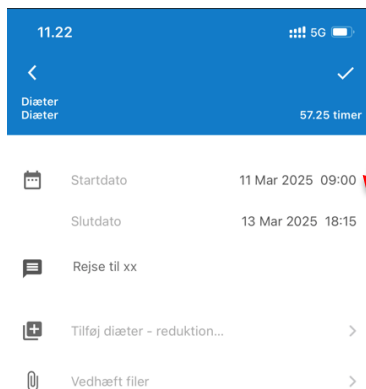 11.22 5G
Diæter
Diæter 57.25 timer
Startdato 11 Mar 2025 09:00
Slutdato 13 Mar 2025 18:15
Rejse til xx
Tilføj diæter - reduktion...
Vedhæft filer